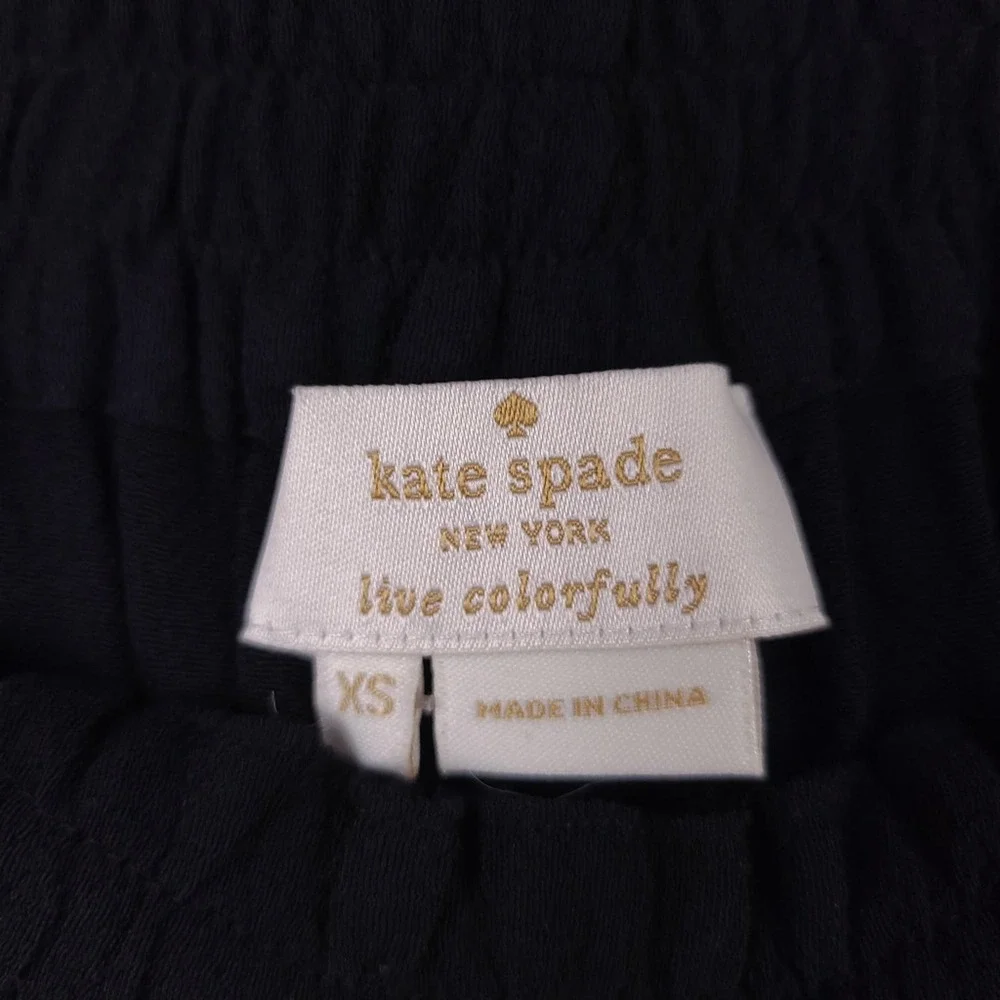 kate spade
NEW YORK
live colorfully
XS
MADE IN CHINA